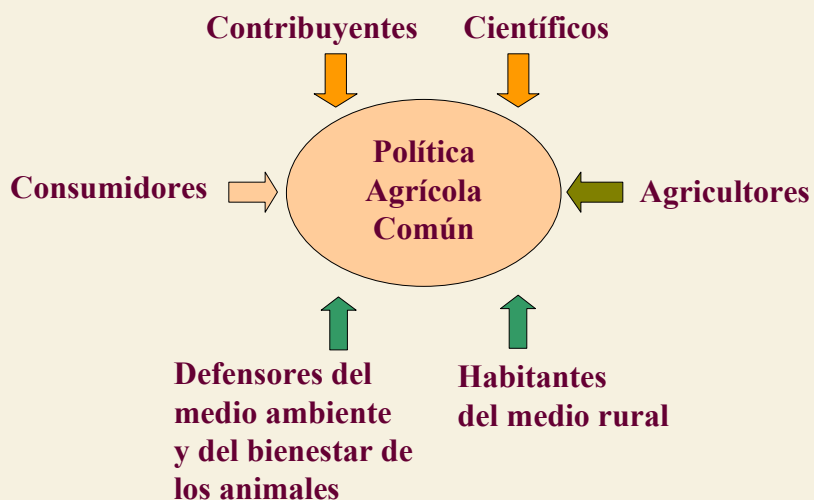 Contribuyentes
Científicos
Política
Agrícola
Común
Consumidores
Agricultores
Defensores del
medio ambiente
y del bienestar de
los animales
Habitantes
del medio rural